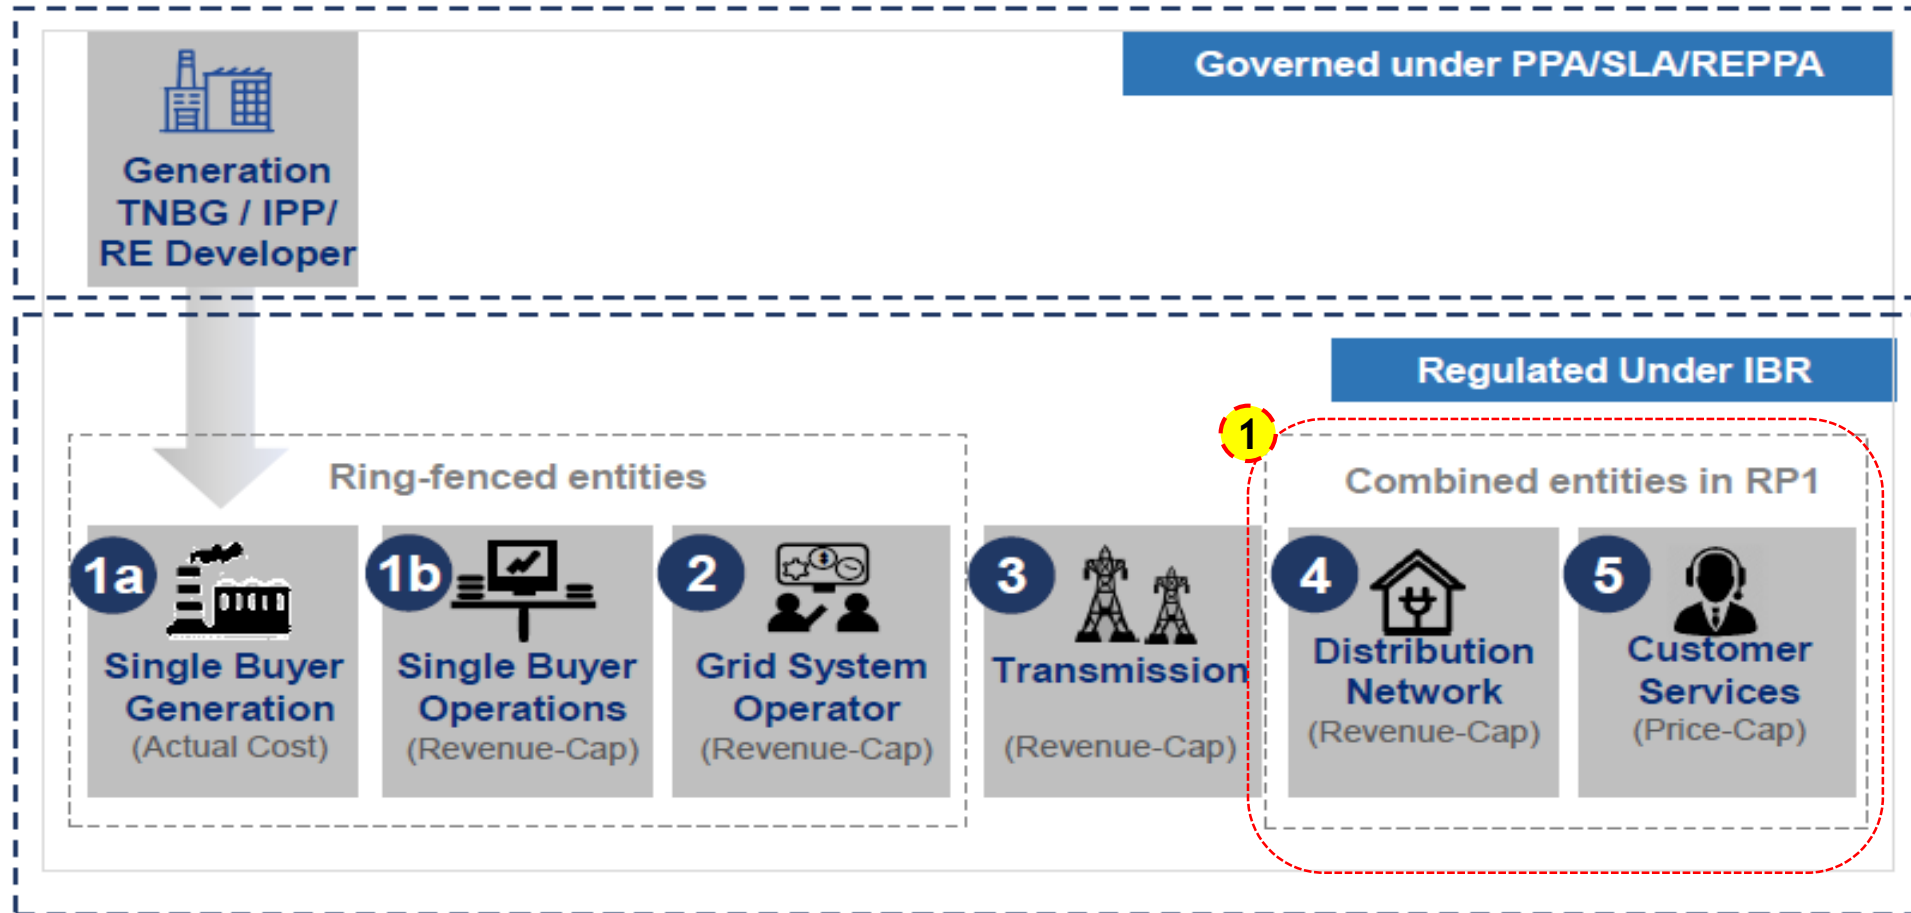 Governed under PPA/SLA/REPPA
Generation
TNBG / IPP/
RE Developer
Regulated Under IBR
1
Ring-fenced entities
Combined entities in RP1
1a
Single Buyer
Generation
(Actual Cost)
1b
Single Buyer
Operations
(Revenue-Cap)
2
Grid System
Operator
(Revenue-Cap)
3
Transmission
(Revenue-Cap)
4
Distribution
Network
(Revenue-Cap)
5
Customer
Services
(Price-Cap)